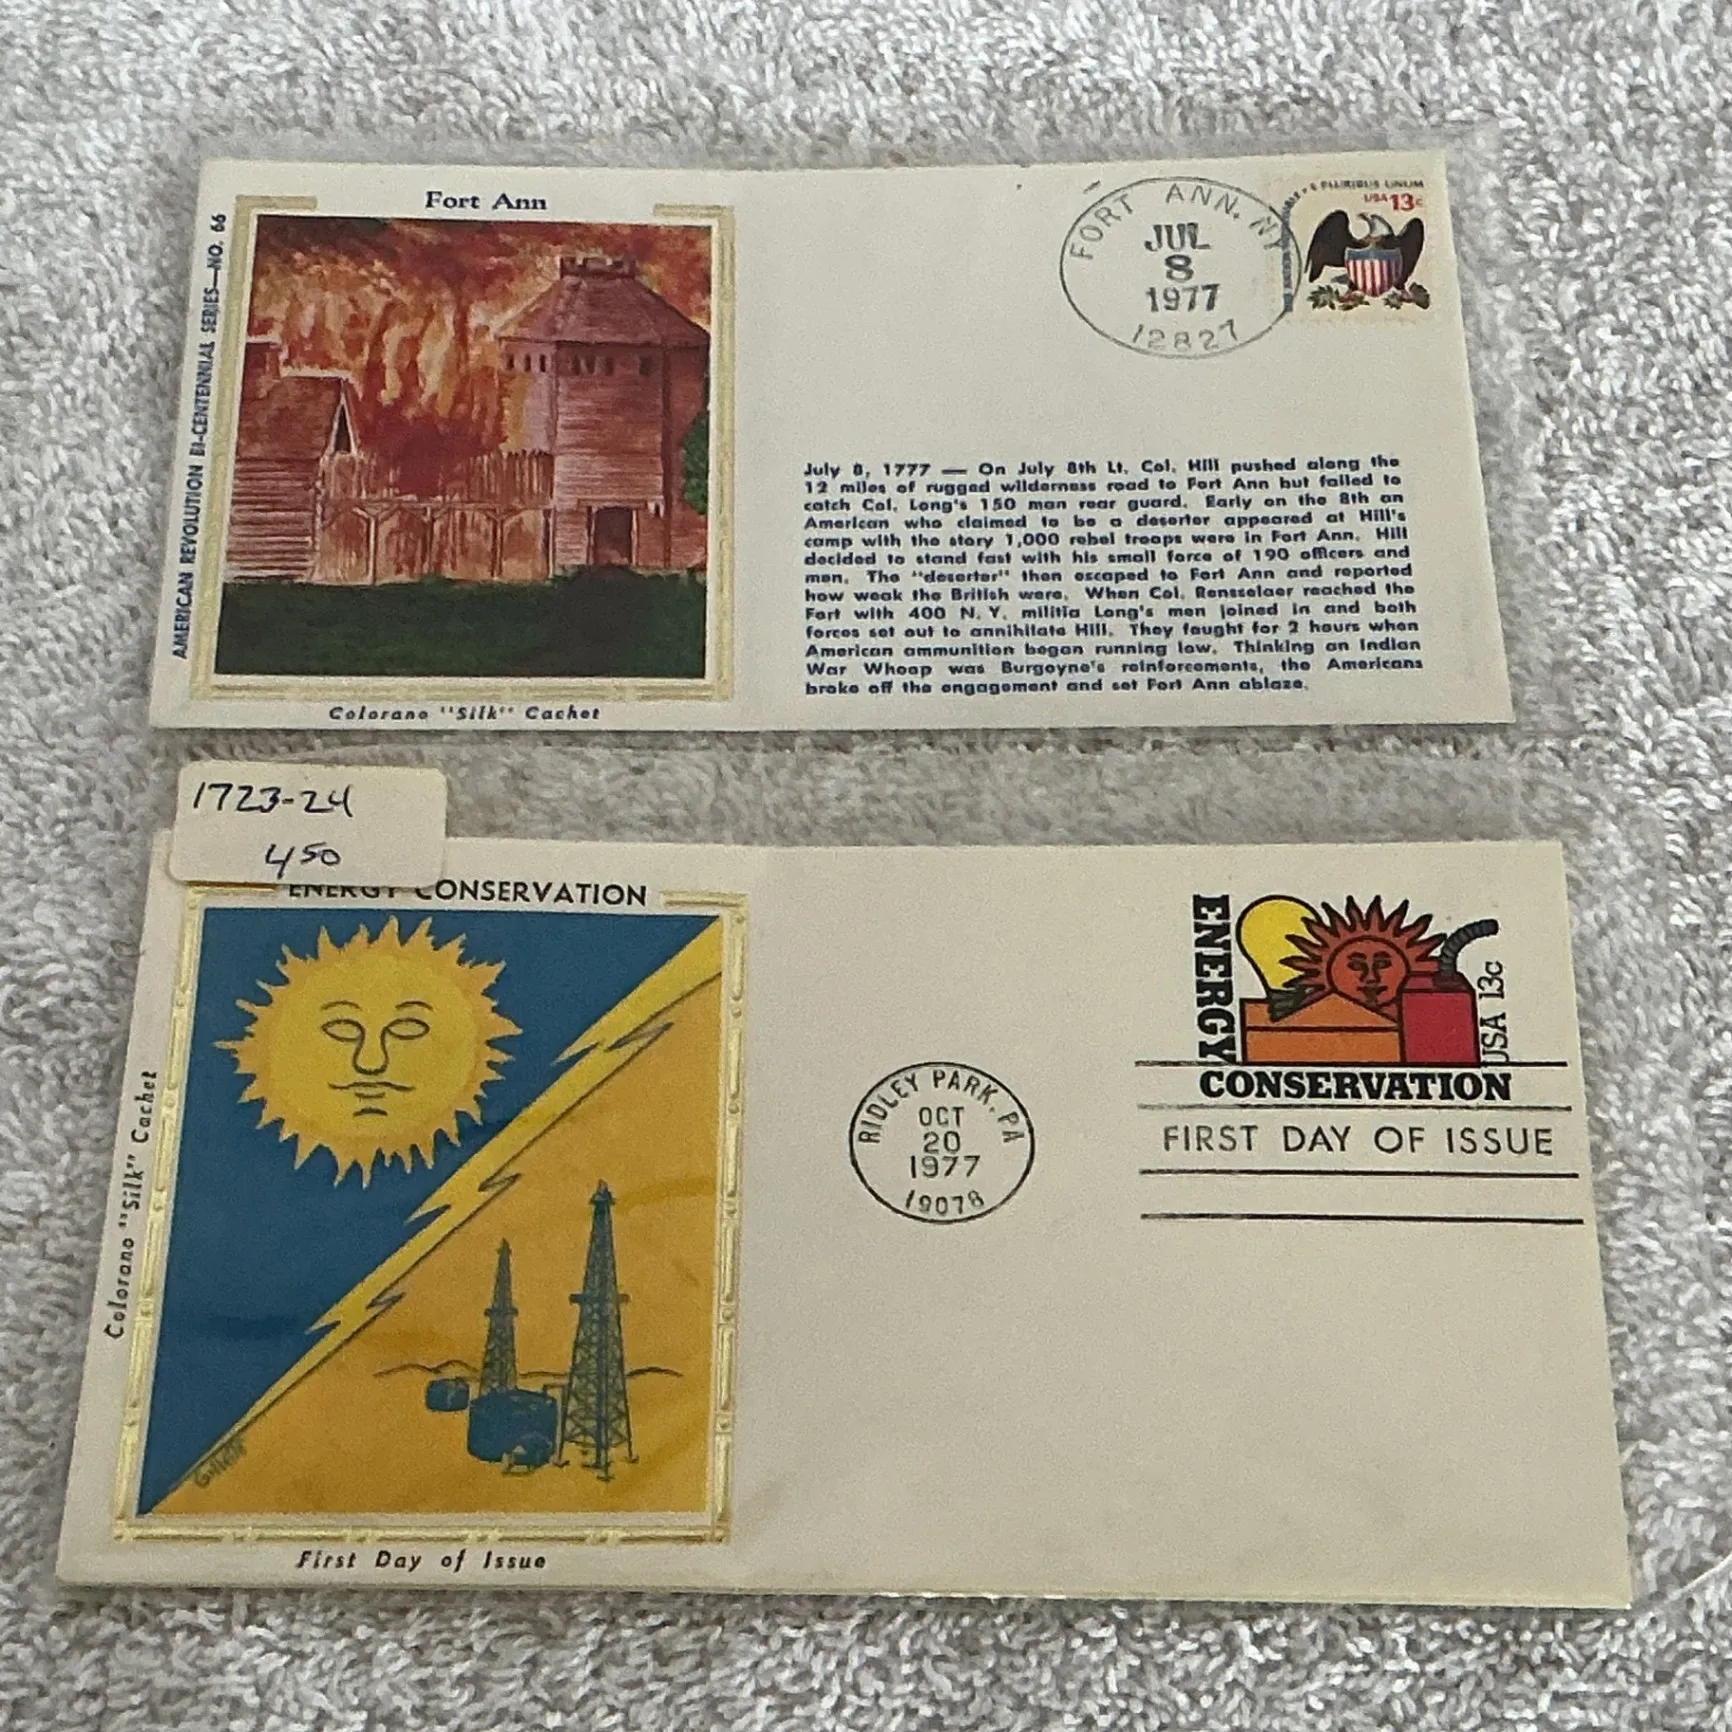 Fort Ann
AMERICAN REVOLUTION BI-CENTENNIAL SERIES—NO. 66
Colorano "Silk" Cachet
FORT ANN, NY
JUL
8
1977
12827
E PLURIBUS UNUM
USA 13c
July 8, 1777 — On July 8th Lt. Col. Hill pushed along the
12 miles of rugged wilderness road to Fort Ann but failed to
catch Col. Long's 150 man rear guard. Early on the 8th an
American who claimed to be a deserter appeared at Hill's
camp with the story 1,000 rebel troops were in Fort Ann. Hill
decided to stand fast with his small force of 190 officers and
men. The "deserter" then escaped to Fort Ann and reported
how weak the British were. When Col. Rensselaer reached the
Fort with 400 N. Y. militia Long's men joined in and both
forces set out to annihilate Hill. They fought for 2 hours when
American ammunition began running low. Thinking an Indian
War Whoop was Burgoyne's reinforcements, the Americans
broke off the engagement and set Fort Ann ablaze.
1723-24
4 50
ENERGY CONSERVATION
Colorano "Silk" Cachet
First Day of Issue
RIDLEY PARK, PA
OCT
20
1977
19078
ENERGY
CONSERVATION
USA 13c
FIRST DAY OF ISSUE